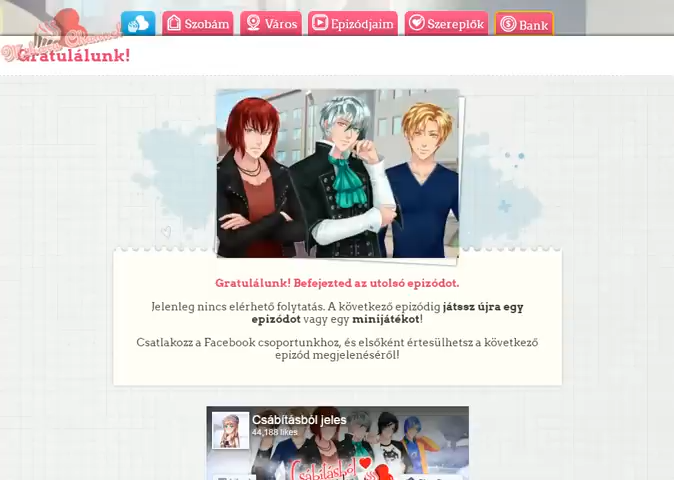 Szobám Város Epizódjaim Szereplők Bank
Gratulálunk!
Gratulálunk! Befejezted az utolsó epizódot.
Jelenleg nincs elérhető folytatás. A következő epizódig játssz újra egy
epizódot vagy egy minijátékot!
Csatlakozz a Facebook csoportunkhoz, és elsőként értesülhetsz a következő
epizód megjelenéséről!
Csábításból jeles
44,188 likes
Csábításból